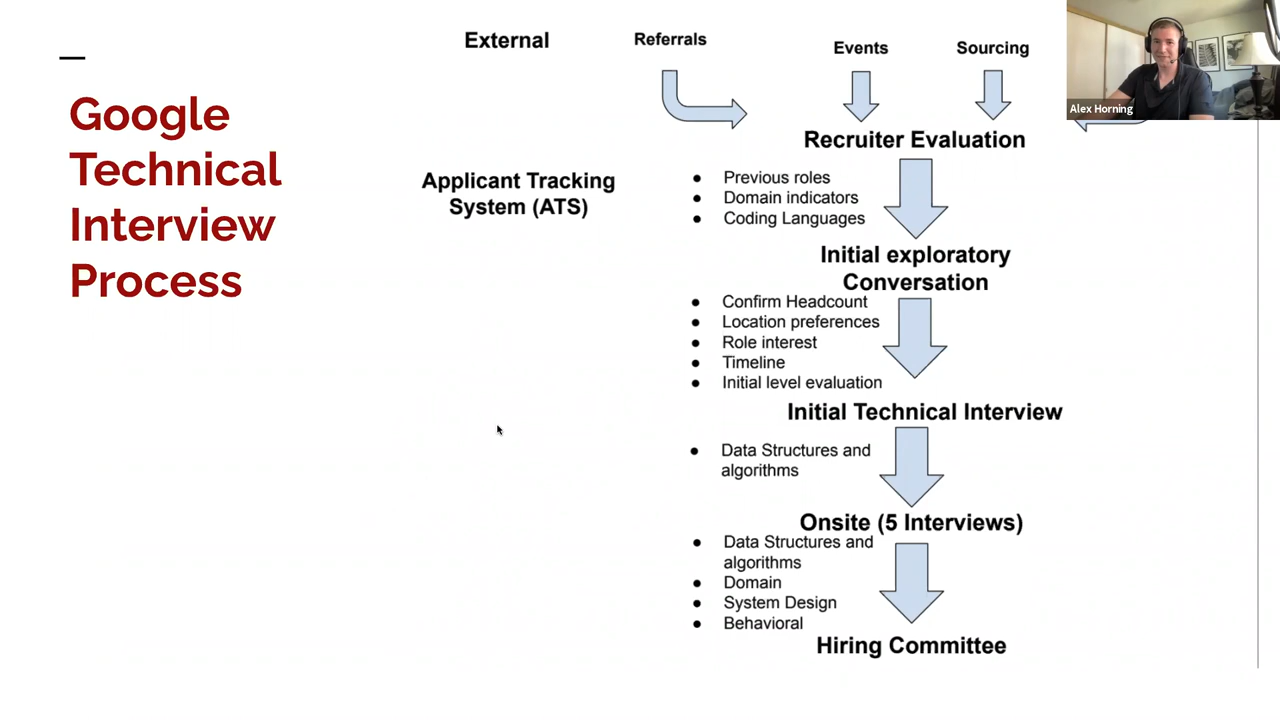 Google
Technical
Interview
Process
External
Referrals
Events
Sourcing
Alex Horning
Applicant Tracking
System (ATS)
Recruiter Evaluation
● Previous roles
● Domain indicators
● Coding Languages
Initial exploratory
Conversation
● Confirm Headcount
● Location preferences
● Role interest
● Timeline
● Initial level evaluation
Initial Technical Interview
● Data Structures and
algorithms
Onsite (5 Interviews)
● Data Structures and
algorithms
● Domain
● System Design
● Behavioral
Hiring Committee